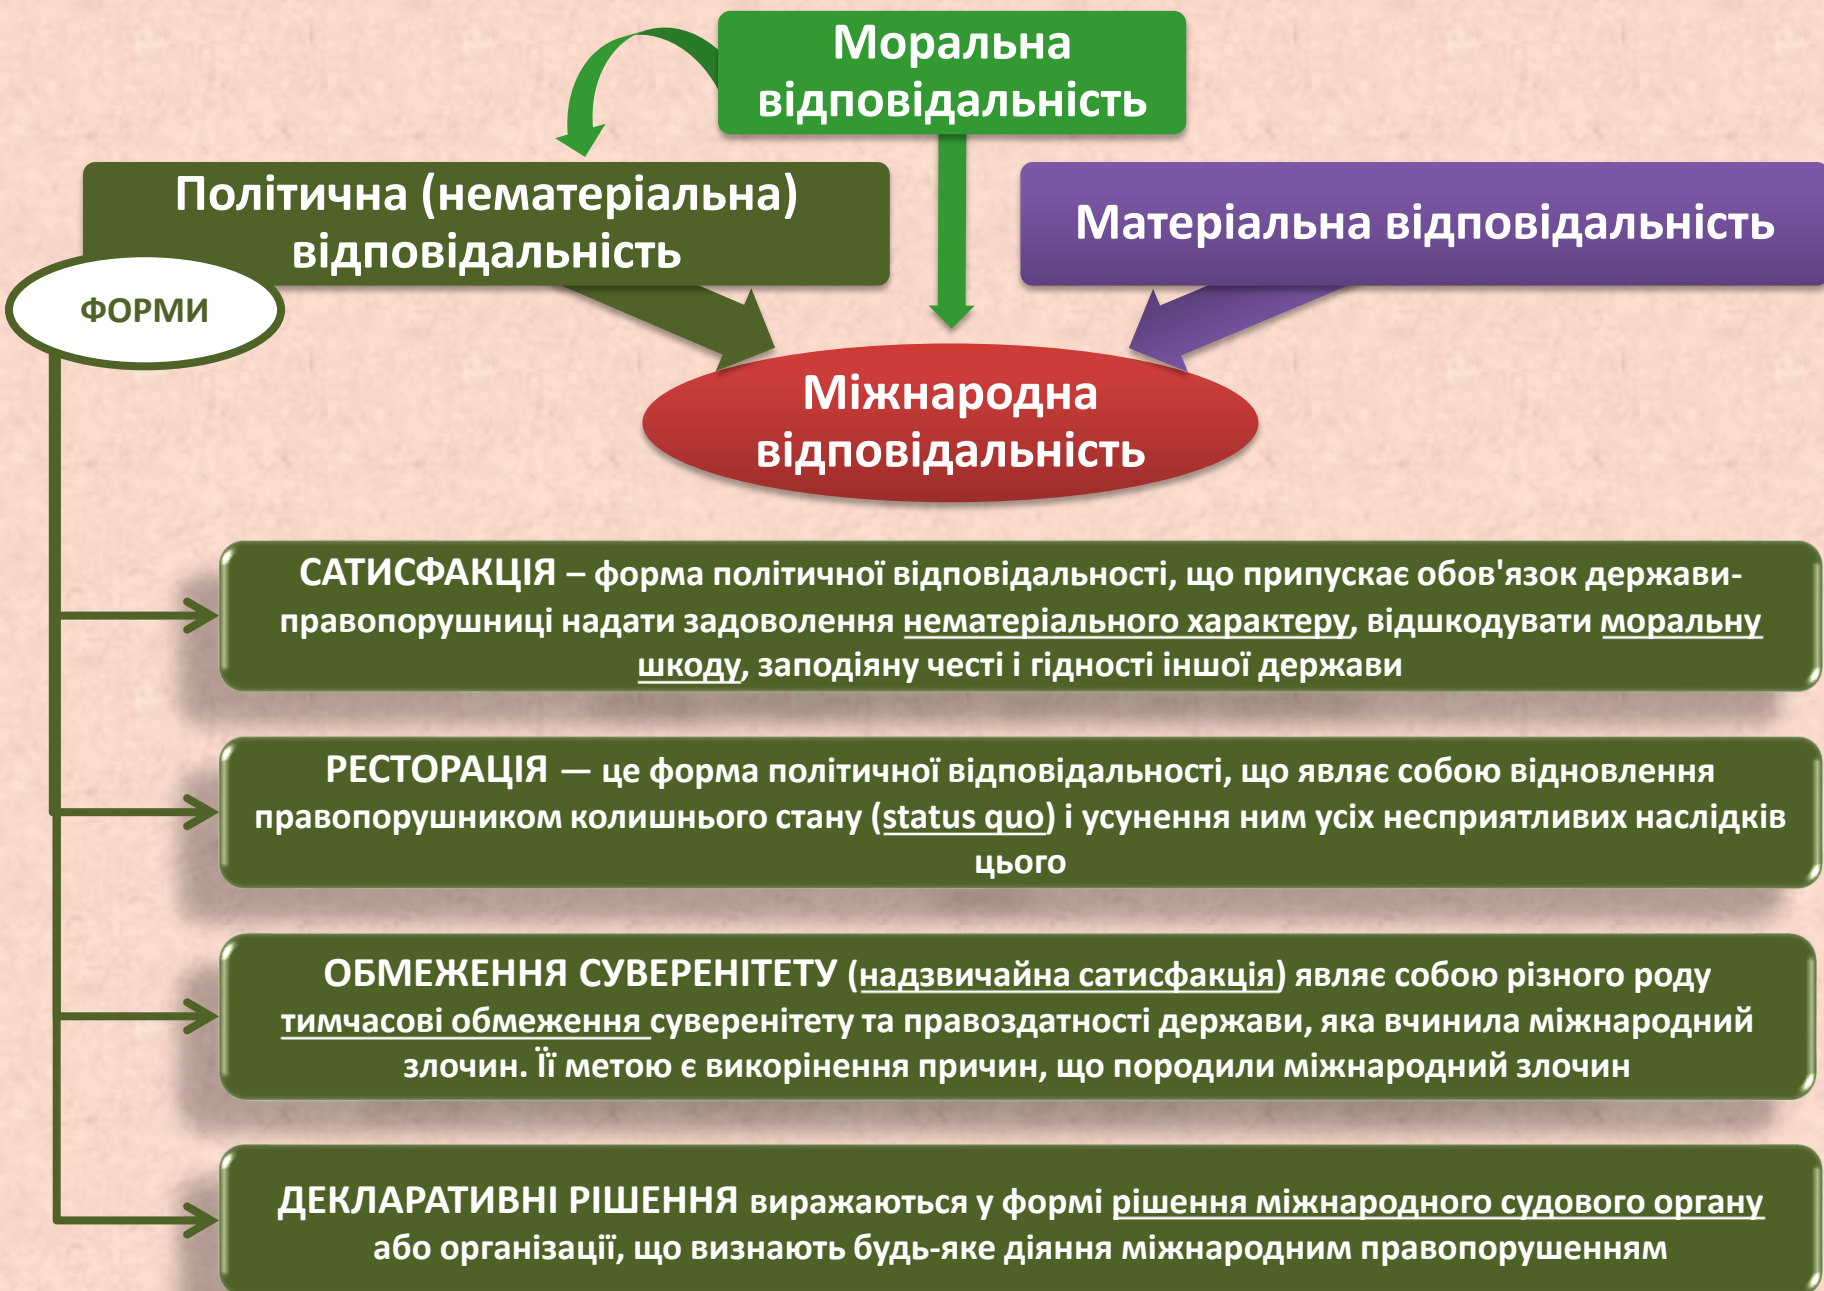 Моральна
відповідальність
Політична (нематеріальна)
відповідальність
Матеріальна відповідальність
ФОРМИ
Міжнародна
відповідальність
САТИСФАКЦІЯ – форма політичної відповідальності, що припускає обов'язок держави-
правопорушниці надати задоволення нематеріального характеру, відшкодувати моральну
шкоду, заподіяну честі і гідності іншої держави
РЕСТОРАЦІЯ — це форма політичної відповідальності, що являє собою відновлення
правопорушником колишнього стану (status quo) і усунення ним усіх несприятливих наслідків
цього
ОБМЕЖЕННЯ СУВЕРЕНІТЕТУ (надзвичайна сатисфакція) являє собою різного роду
тимчасові обмеження суверенітету та правоздатності держави, яка вчинила міжнародний
злочин. Її метою є викорінення причин, що породили міжнародний злочин
ДЕКЛАРАТИВНІ РІШЕННЯ виражаються у формі рішення міжнародного судового органу
або організації, що визнають будь-яке діяння міжнародним правопорушенням